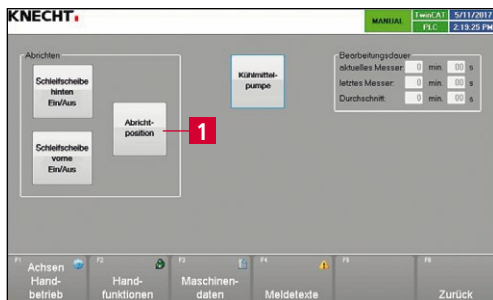 KNECHT
MANUAL
TwinCAT
PLC
5/11/2017
2:19:25 PM
Abrichten
Schleifscheibe
hinten
Ein/Aus
Schleifscheibe
vorne
Ein/Aus
Abricht-
position
1
Kühlmittel-
pumpe
Bearbeitungsdauer
aktuelles Messer: 0 min. 00 s
letztes Messer: 0 min. 00 s
Durchschnitt: 0 min. 00 s
F1
Achsen
Hand-
betrieb
F2
Hand-
funktionen
F3
Maschinen-
daten
F4
Meldetexte
F5
F6
Zurück